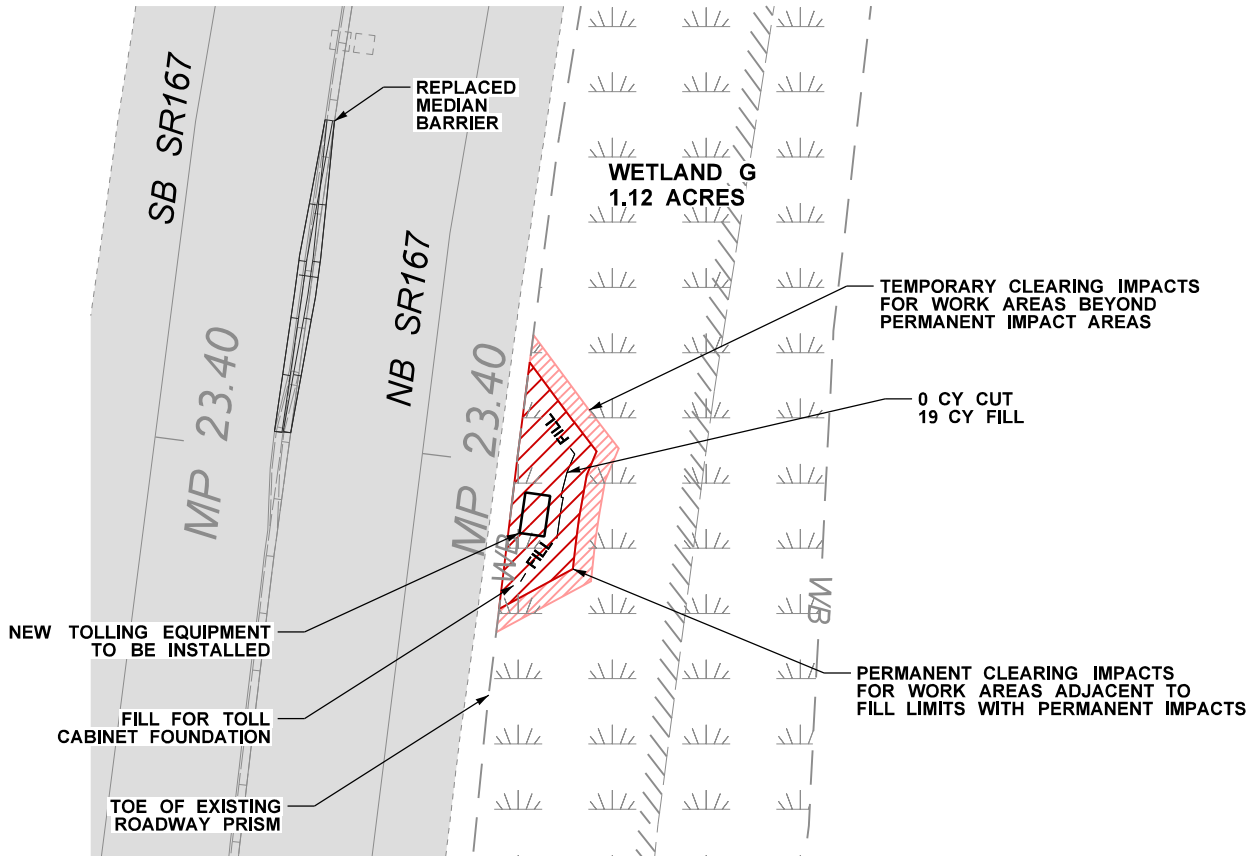 SB SR167
REPLACED
MEDIAN
BARRIER
WETLAND G
1.12 ACRES
NB SR167
TEMPORARY CLEARING IMPACTS
FOR WORK AREAS BEYOND
PERMANENT IMPACT AREAS
MP 23.40
MP 23.40
0 CY CUT
19 CY FILL
FILL
FILL
WB
WB
NEW TOLLING EQUIPMENT
TO BE INSTALLED
PERMANENT CLEARING IMPACTS
FOR WORK AREAS ADJACENT TO
FILL LIMITS WITH PERMANENT IMPACTS
FILL FOR TOLL
CABINET FOUNDATION
TOE OF EXISTING
ROADWAY PRISM